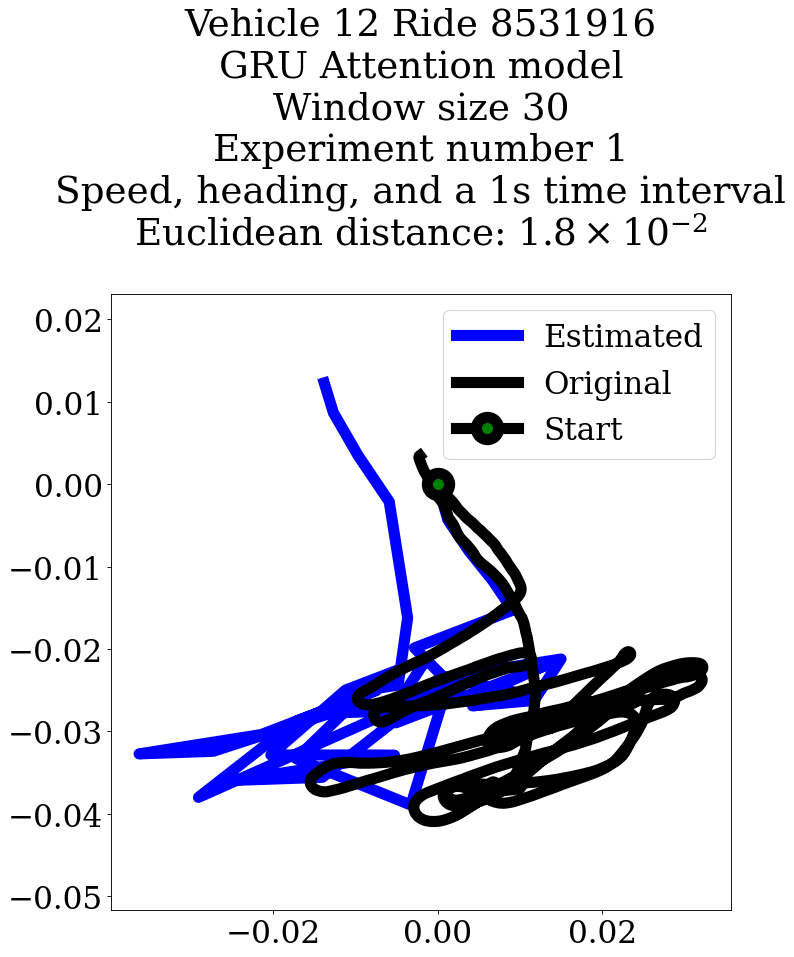 Vehicle 12 Ride 8531916
GRU Attention model
Window size 30
Experiment number 1
Speed, heading, and a 1s time interval
Euclidean distance: 1.8 × 10⁻²
Estimated
Original
Start
0.02
0.01
0.00
−0.01
−0.02
−0.03
−0.04
−0.05
−0.02 0.00 0.02